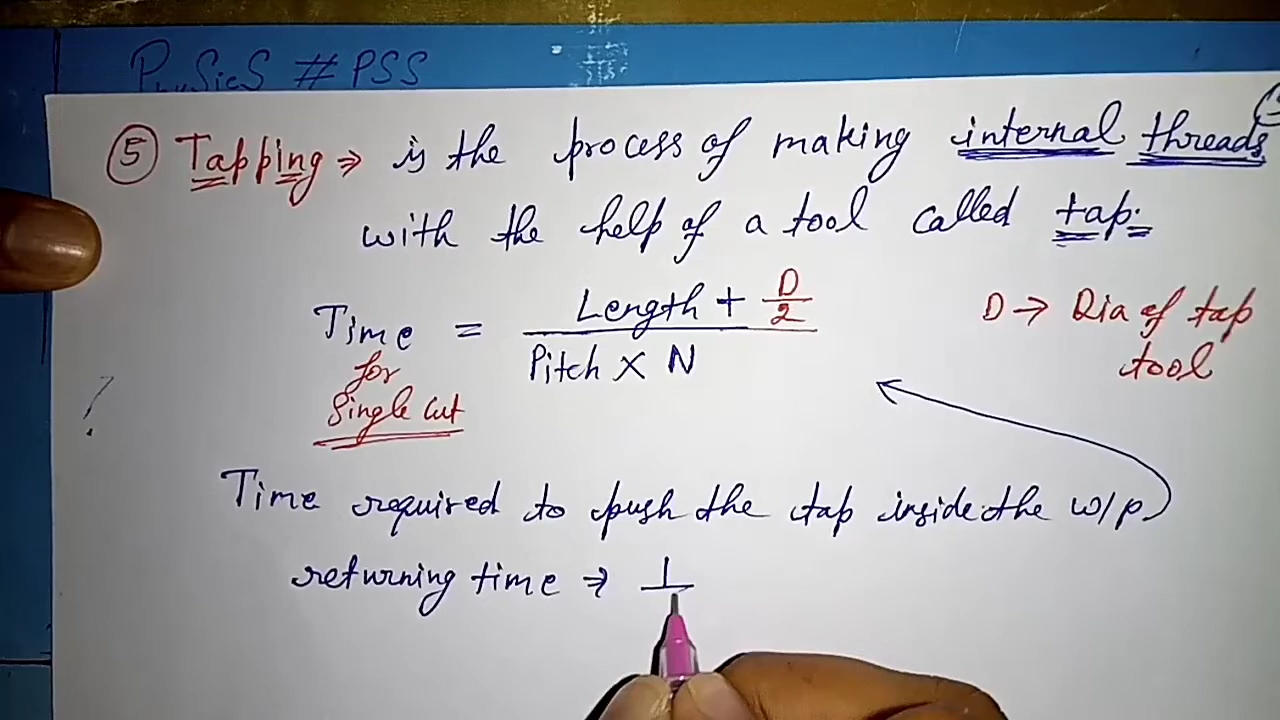 Physics # PSS
⑤ Tapping ⇒ is the process of making internal threads
with the help of a tool called tap.
Time = Length + D/2
Pitch × N
for
Single cut
D → Dia of tap
tool
Time required to push the tap inside the w/p
returning time ⇒ 1